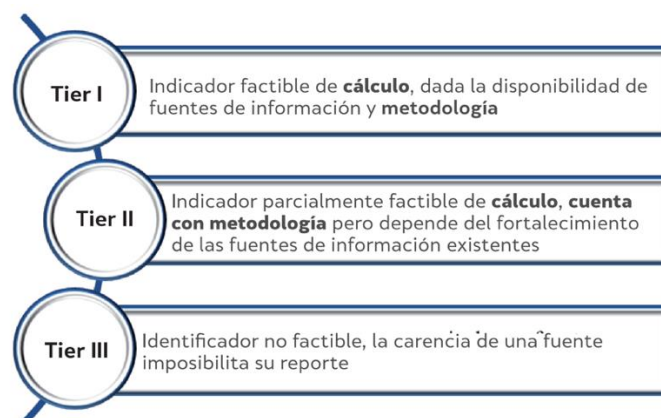 Tier I
Indicador factible de cálculo, dada la disponibilidad de
fuentes de información y metodología
Tier II
Indicador parcialmente factible de cálculo, cuenta
con metodología pero depende del fortalecimiento
de las fuentes de información existentes
Tier III
Identificador no factible, la carencia de una fuente
imposibilita su reporte